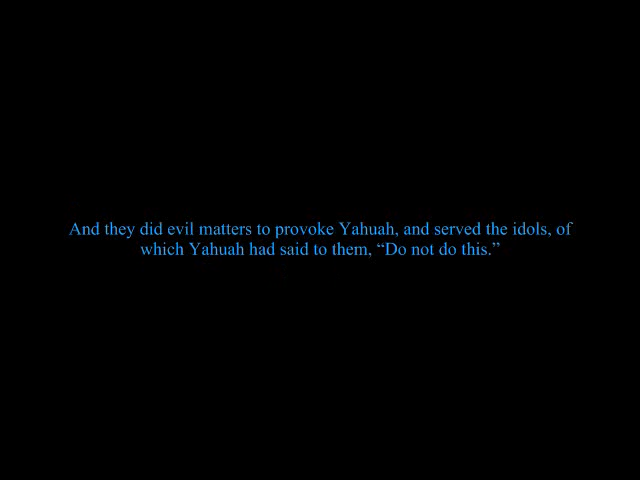 And they did evil matters to provoke Yahuah, and served the idols, of
which Yahuah had said to them, “Do not do this.”